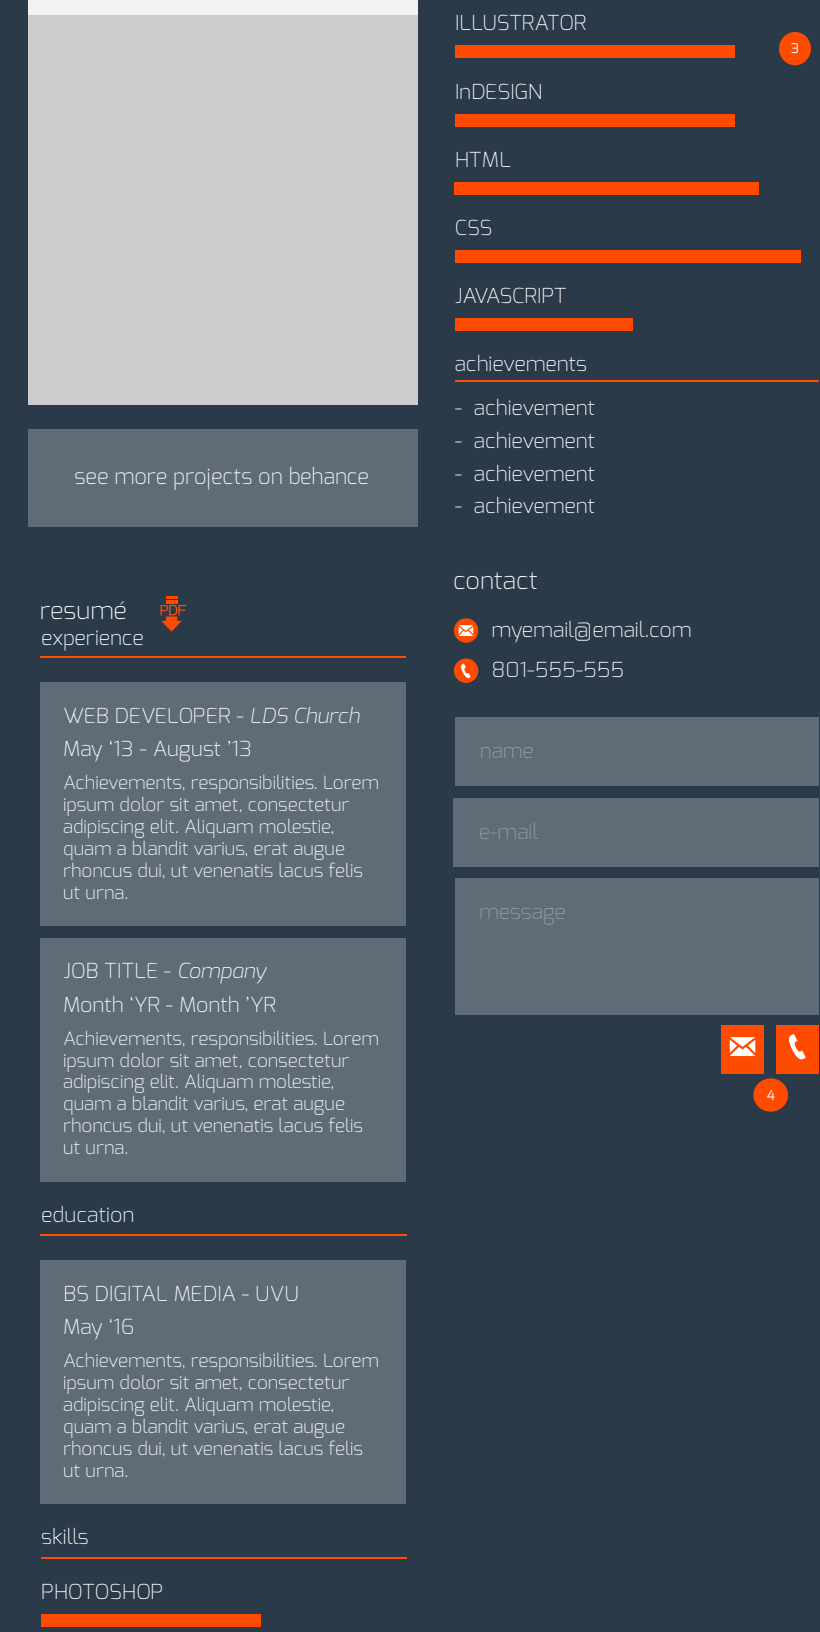 see more projects on behance
resumé
PDF
experience
WEB DEVELOPER - LDS Church
May ‘13 - August ’13
Achievements, responsibilities. Lorem
ipsum dolor sit amet, consectetur
adipiscing elit. Aliquam molestie,
quam a blandit varius, erat augue
rhoncus dui, ut venenatis lacus felis
ut urna.
JOB TITLE - Company
Month ‘YR - Month ’YR
Achievements, responsibilities. Lorem
ipsum dolor sit amet, consectetur
adipiscing elit. Aliquam molestie,
quam a blandit varius, erat augue
rhoncus dui, ut venenatis lacus felis
ut urna.
education
BS DIGITAL MEDIA - UVU
May ‘16
Achievements, responsibilities. Lorem
ipsum dolor sit amet, consectetur
adipiscing elit. Aliquam molestie,
quam a blandit varius, erat augue
rhoncus dui, ut venenatis lacus felis
ut urna.
skills
PHOTOSHOP
ILLUSTRATOR
3
InDESIGN
HTML
CSS
JAVASCRIPT
achievements
- achievement
- achievement
- achievement
- achievement
contact
myemail@email.com
801-555-555
name
e-mail
message
4